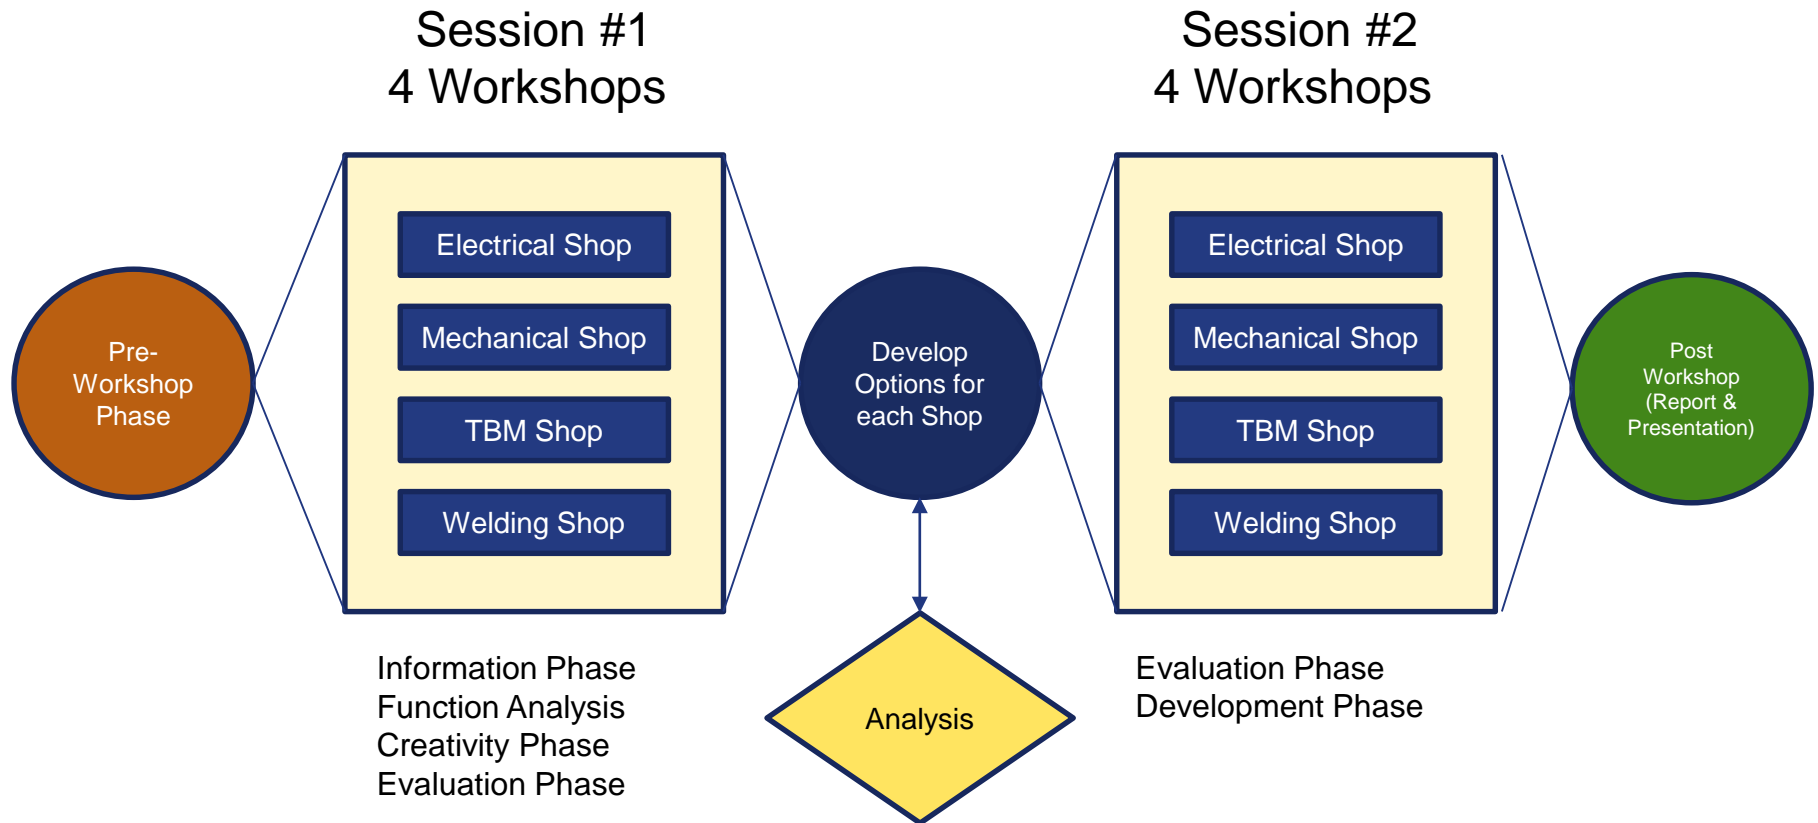 Session #1
4 Workshops
Session #2
4 Workshops
Pre-
Workshop
Phase
Electrical Shop
Mechanical Shop
TBM Shop
Welding Shop
Develop
Options for
each Shop
Electrical Shop
Mechanical Shop
TBM Shop
Welding Shop
Post
Workshop
(Report &
Presentation)
Information Phase
Function Analysis
Creativity Phase
Evaluation Phase
Analysis
Evaluation Phase
Development Phase